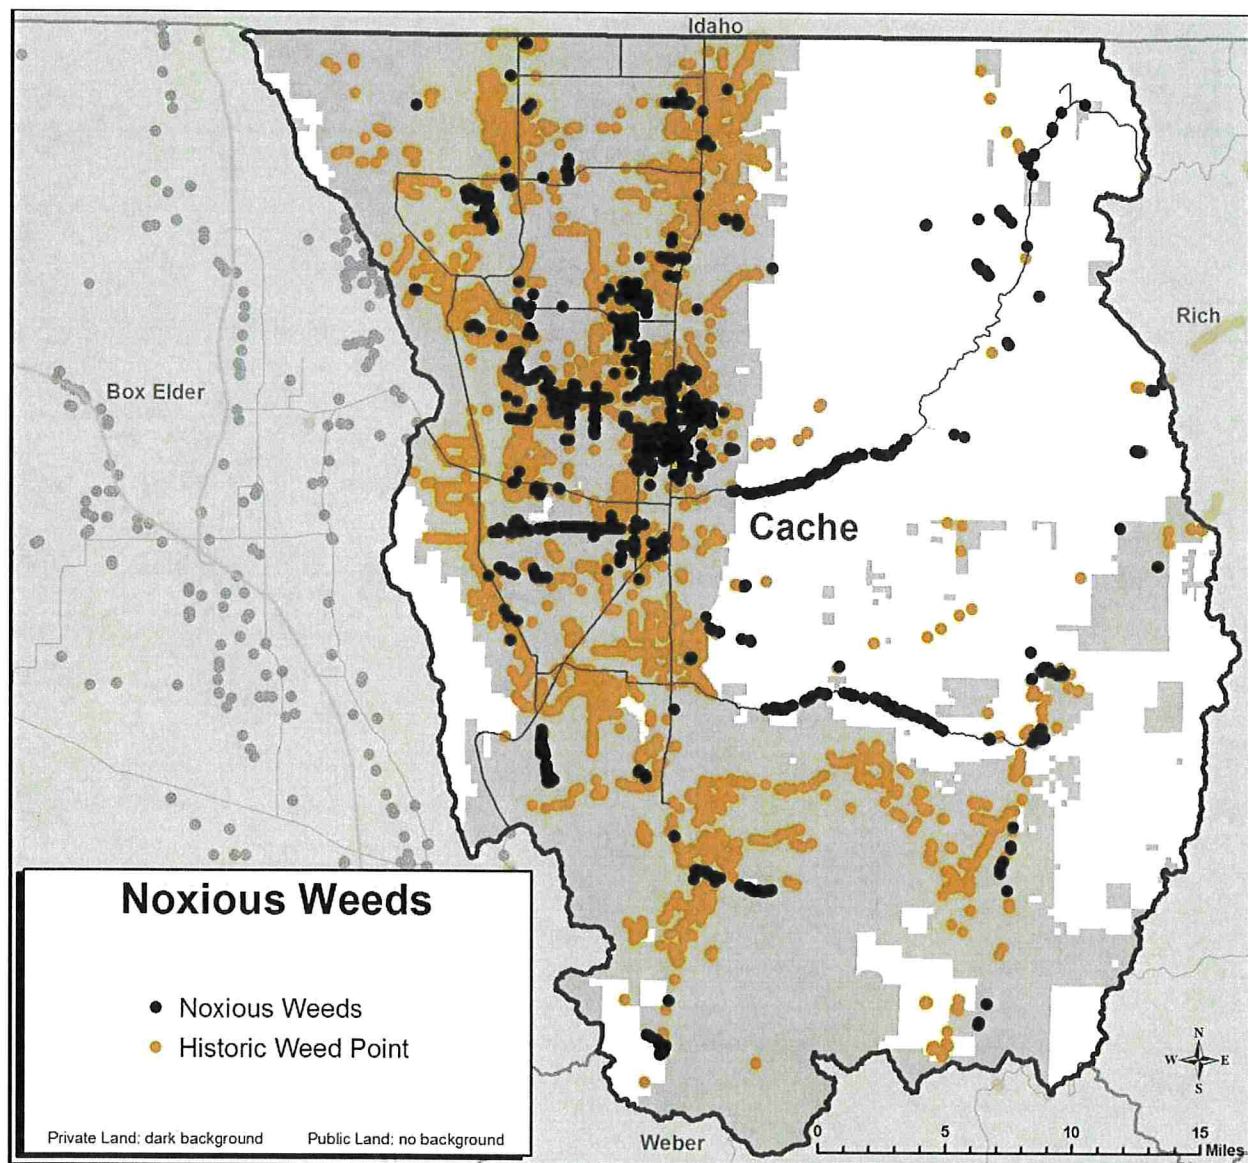 Idaho
Rich
Box Elder
Cache
Noxious Weeds
Noxious Weeds
Historic Weed Point
Private Land: dark background Public Land: no background
Weber
N
W E
S
0 5 10 15
Miles